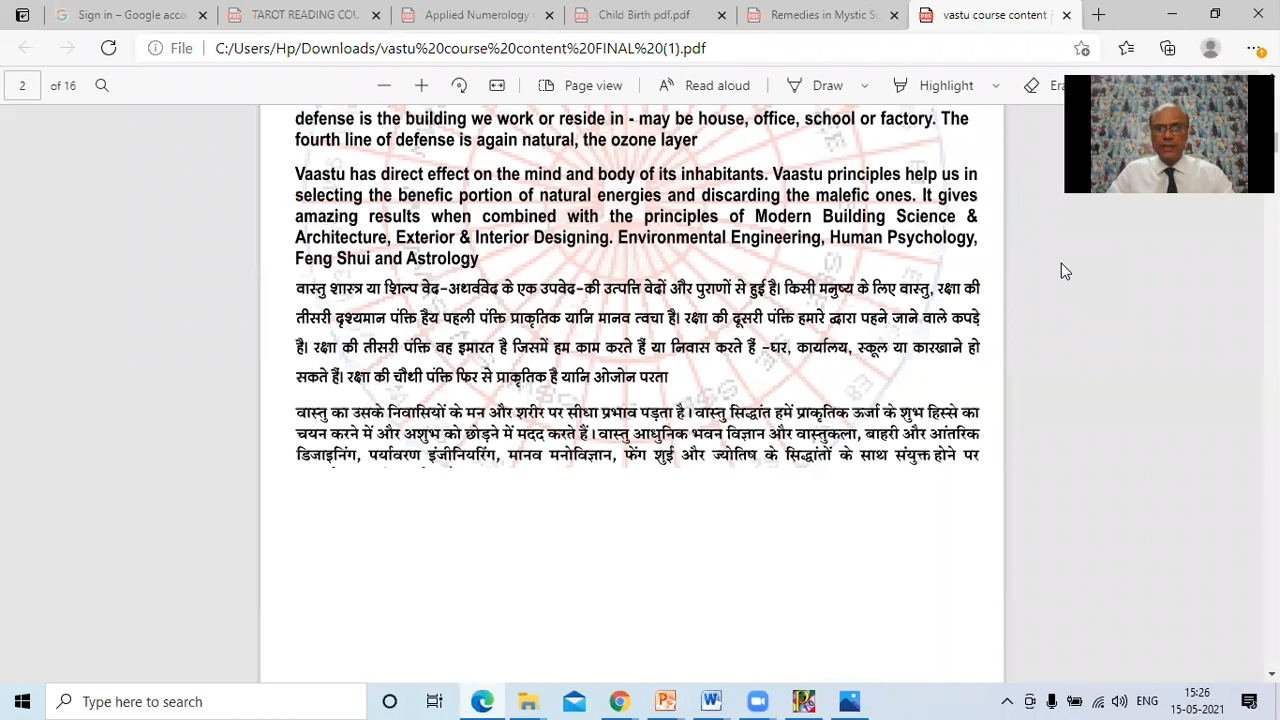 Sign in - Google acco
TAROT READING COU
Applied Numerology
Child Birth pdf.pdf
Remedies in Mystic Sc
vastu course content
File
C:/Users/Hp/Downloads/vastu%20course%20content%20FINAL%20(1).pdf
2 of 16
Page view
Read aloud
Draw
Highlight
Era
defense is the building we work or reside in - may be house, office, school or factory. The
fourth line of defense is again natural, the ozone layer
Vaastu has direct effect on the mind and body of its inhabitants. Vaastu principles help us in
selecting the benefic portion of natural energies and discarding the malefic ones. It gives
amazing results when combined with the principles of Modern Building Science &
Architecture, Exterior & Interior Designing. Environmental Engineering, Human Psychology,
Feng Shui and Astrology
वास्तु शास्त्र या शिल्प वेद-अथर्ववेद के एक उपवेद-की उत्पत्ति वेदों और पुराणों से हुई है। किसी मनुष्य के लिए वास्तु, रक्षा की
तीसरी दृश्यमान पंक्ति हैय पहली पंक्ति प्राकृतिक यानि मानव त्वचा है। रक्षा की दूसरी पंक्ति हमारे द्वारा पहने जाने वाले कपड़े
है। रक्षा की तीसरी पंक्ति वह इमारत है जिसमें हम काम करते हैं या निवास करते हैं -घर, कार्यालय, स्कूल या कारखाने हो
सकते हैं। रक्षा की चौथी पंक्ति फिर से प्राकृतिक है यानि ओजोन परता
वास्तु का उसके निवासियों के मन और शरीर पर सीधा प्रभाव पड़ता है। वास्तु सिद्धांत हमें प्राकृतिक ऊर्जा के शुभ हिस्से का
चयन करने में और अशुभ को छोड़ने में मदद करते हैं। वास्तु आधुनिक भवन विज्ञान और वास्तुकला, बाहरी और आंतरिक
डिजाइनिंग, पर्यावरण इंजीनियरिंग, मानव मनोविज्ञान, फेंग शुई और ज्योतिष के सिद्धांतों के साथ संयुक्त होने पर
Type here to search
ENG
15:26
15-05-2021